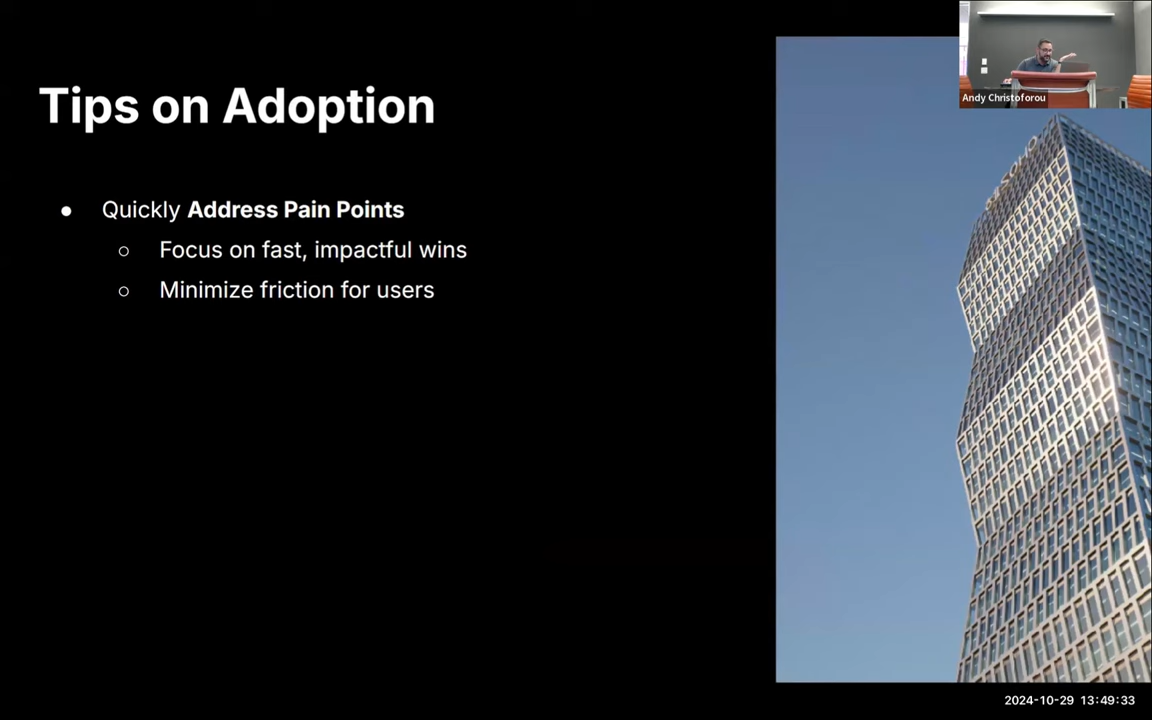 Tips on Adoption
Andy Christoforou
● Quickly Address Pain Points
○ Focus on fast, impactful wins
○ Minimize friction for users
2024-10-29 13:49:33